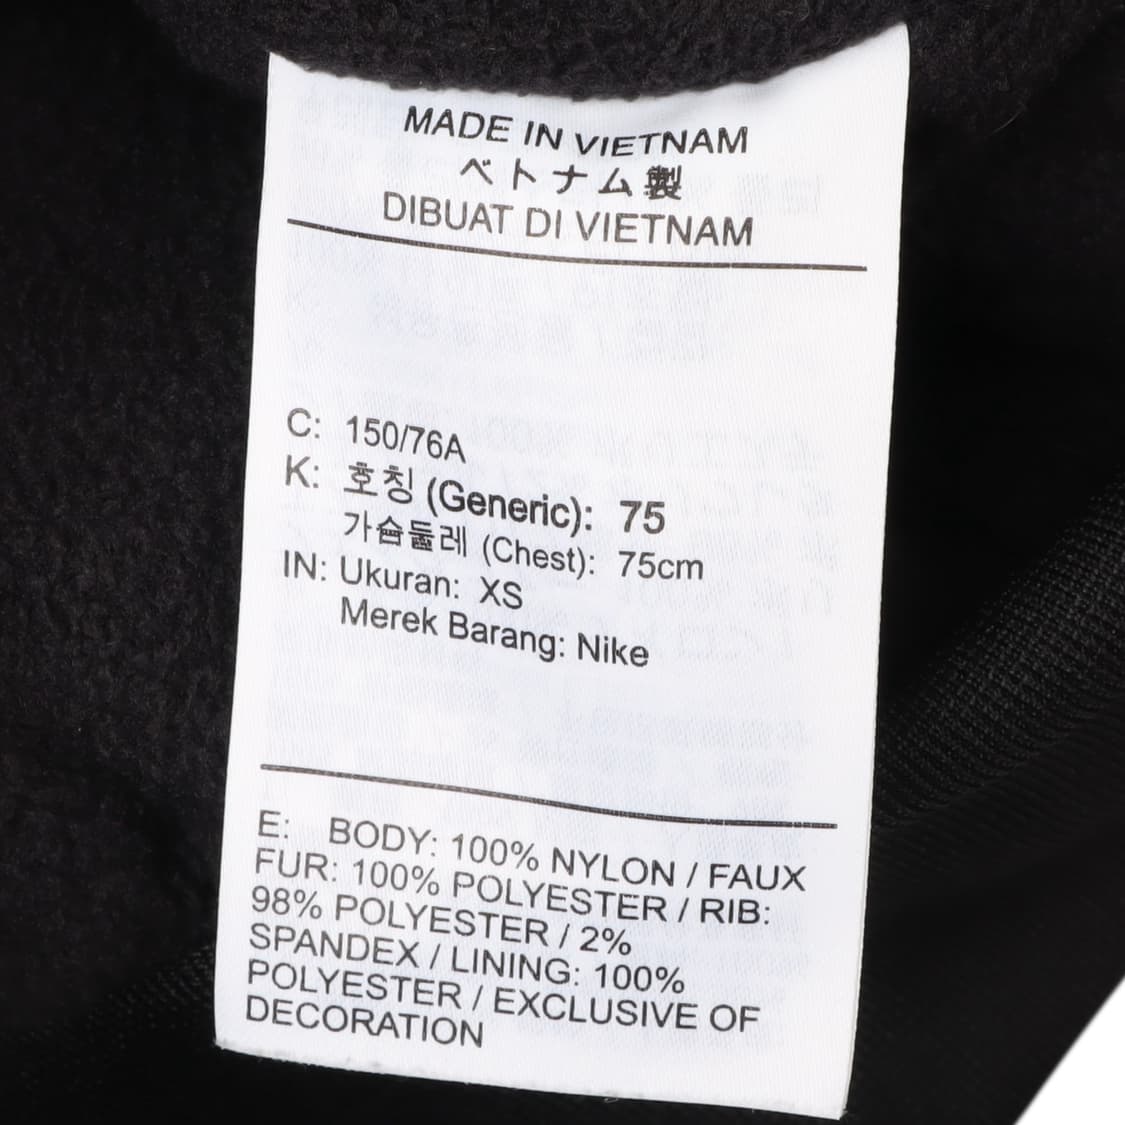 MADE IN VIETNAM
ベトナム製
DIBUAT DI VIETNAM
C: 150/76A
K: 호칭 (Generic): 75
가슴둘레 (Chest): 75cm
IN: Ukuran: XS
Merek Barang: Nike
E: BODY: 100% NYLON / FAUX
FUR: 100% POLYESTER / RIB:
98% POLYESTER / 2%
SPANDEX / LINING: 100%
POLYESTER / EXCLUSIVE OF
DECORATION